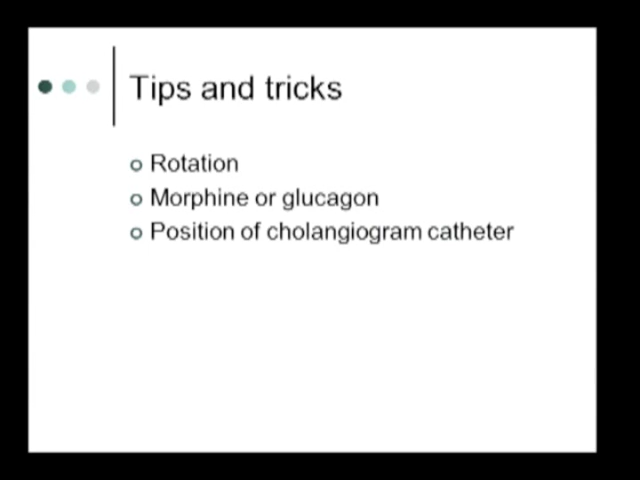 Tips and tricks
Rotation
Morphine or glucagon
Position of cholangiogram catheter